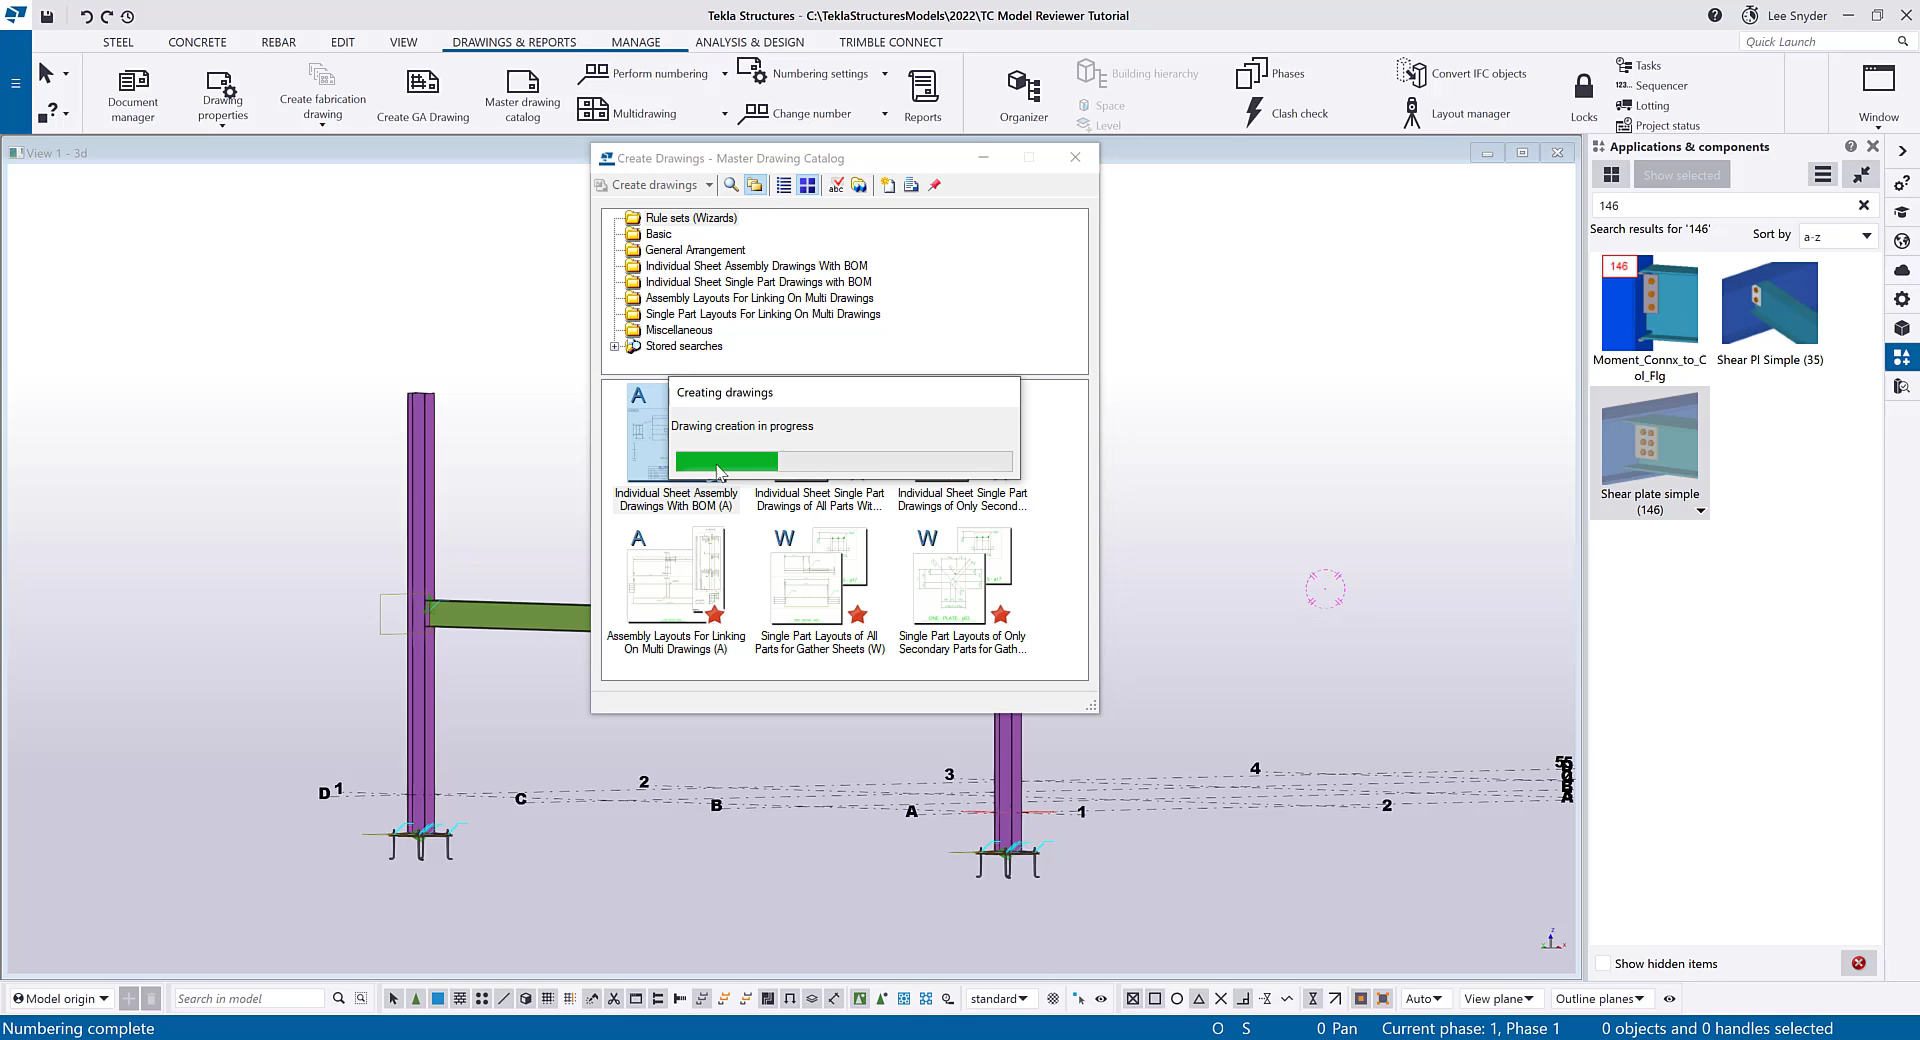 Tekla Structures - C:\TeklaStructuresModels\2022\TC Model Reviewer Tutorial
Lee Snyder
STEEL
CONCRETE
REBAR
EDIT
VIEW
DRAWINGS & REPORTS
MANAGE
ANALYSIS & DESIGN
TRIMBLE CONNECT
Quick Launch
Document
manager
Drawing
properties
Create fabrication
drawing
Create GA Drawing
Master drawing
catalog
Perform numbering
Multidrawing
Numbering settings
Change number
Reports
Organizer
Building hierarchy
Space
Level
Phases
Clash check
Convert IFC objects
Layout manager
Locks
Tasks
123... Sequencer
Lotting
Project status
Window
View 1 - 3d
Create Drawings - Master Drawing Catalog
Create drawings
abc
Rule sets (Wizards)
Basic
General Arrangement
Individual Sheet Assembly Drawings With BOM
Individual Sheet Single Part Drawings with BOM
Assembly Layouts For Linking On Multi Drawings
Single Part Layouts For Linking On Multi Drawings
Miscellaneous
Stored searches
Creating drawings
Drawing creation in progress
A
Individual Sheet Assembly
Drawings With BOM (A)
Individual Sheet Single Part
Drawings of All Parts Wit...
Individual Sheet Single Part
Drawings of Only Second...
A
W
W
Assembly Layouts For Linking
On Multi Drawings (A)
Single Part Layouts of All
Parts for Gather Sheets (W)
Single Part Layouts of Only
Secondary Parts for Gath...
Applications & components
Show selected
146
Search results for '146'
Sort by
a-z
146
Moment_Connx_to_C
ol_Flg
Shear Pl Simple (35)
Shear plate simple
(146)
Show hidden items
D 1
C
2
B
3
A
4
1
2
Model origin
Search in model
standard
Auto
View plane
Outline planes
Numbering complete
O S
0 Pan
Current phase: 1, Phase 1
0 objects and 0 handles selected